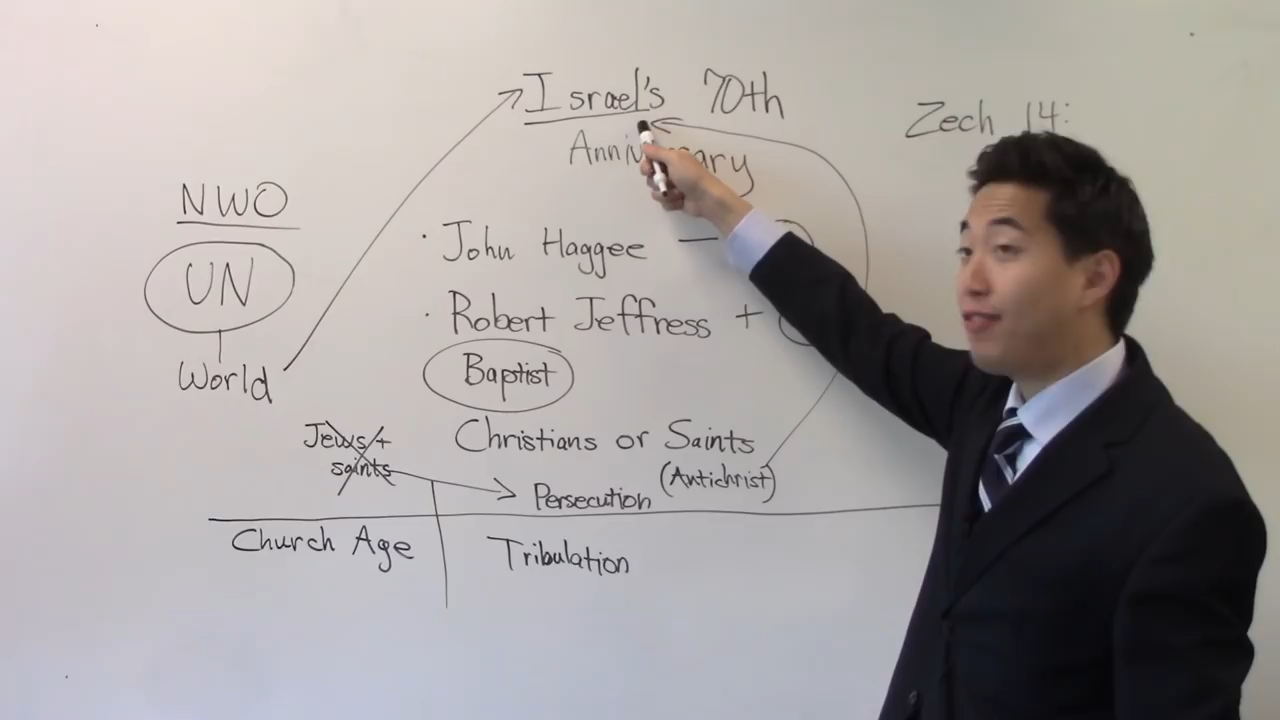 Israel's 70th
Anniversary
Zech 14:
NWO
UN
World
· John Haggee —
· Robert Jeffress +
Baptist
Christians or Saints
(Antichrist)
Jews +
saints
Persecution
Church Age
Tribulation